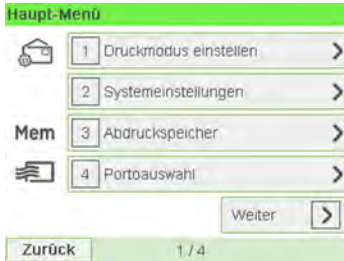 Haupt-Menü
1 Druckmodus einstellen
2 Systemeinstellungen
Mem 3 Abdruckspeicher
4 Portoauswahl
Weiter
Zurück 1/4